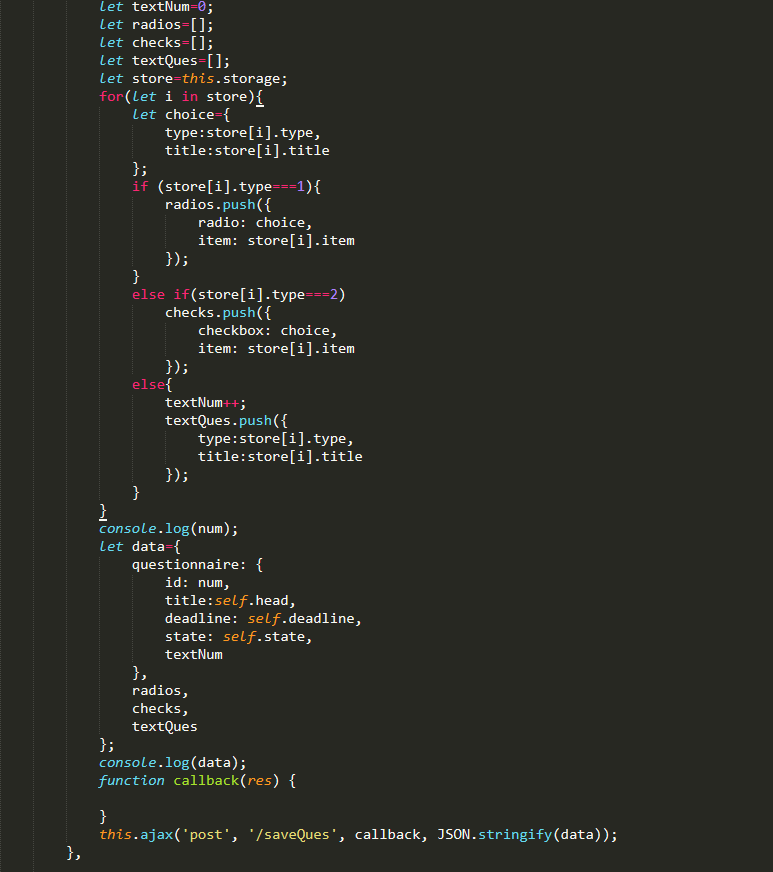 let textNum=0;
let radios=[];
let checks=[];
let textQues=[];
let store=this.storage;
for(let i in store){
let choice={
type:store[i].type,
title:store[i].title
};
if (store[i].type===1){
radios.push({
radio: choice,
item: store[i].item
});
}
else if(store[i].type===2)
checks.push({
checkbox: choice,
item: store[i].item
});
else{
textNum++;
textQues.push({
type:store[i].type,
title:store[i].title
});
}
}
console.log(num);
let data={
questionnaire: {
id: num,
title:self.head,
deadline: self.deadline,
state: self.state,
textNum
},
radios,
checks,
textQues
};
console.log(data);
function callback(res) {
}
this.ajax('post', '/saveQues', callback, JSON.stringify(data));
},